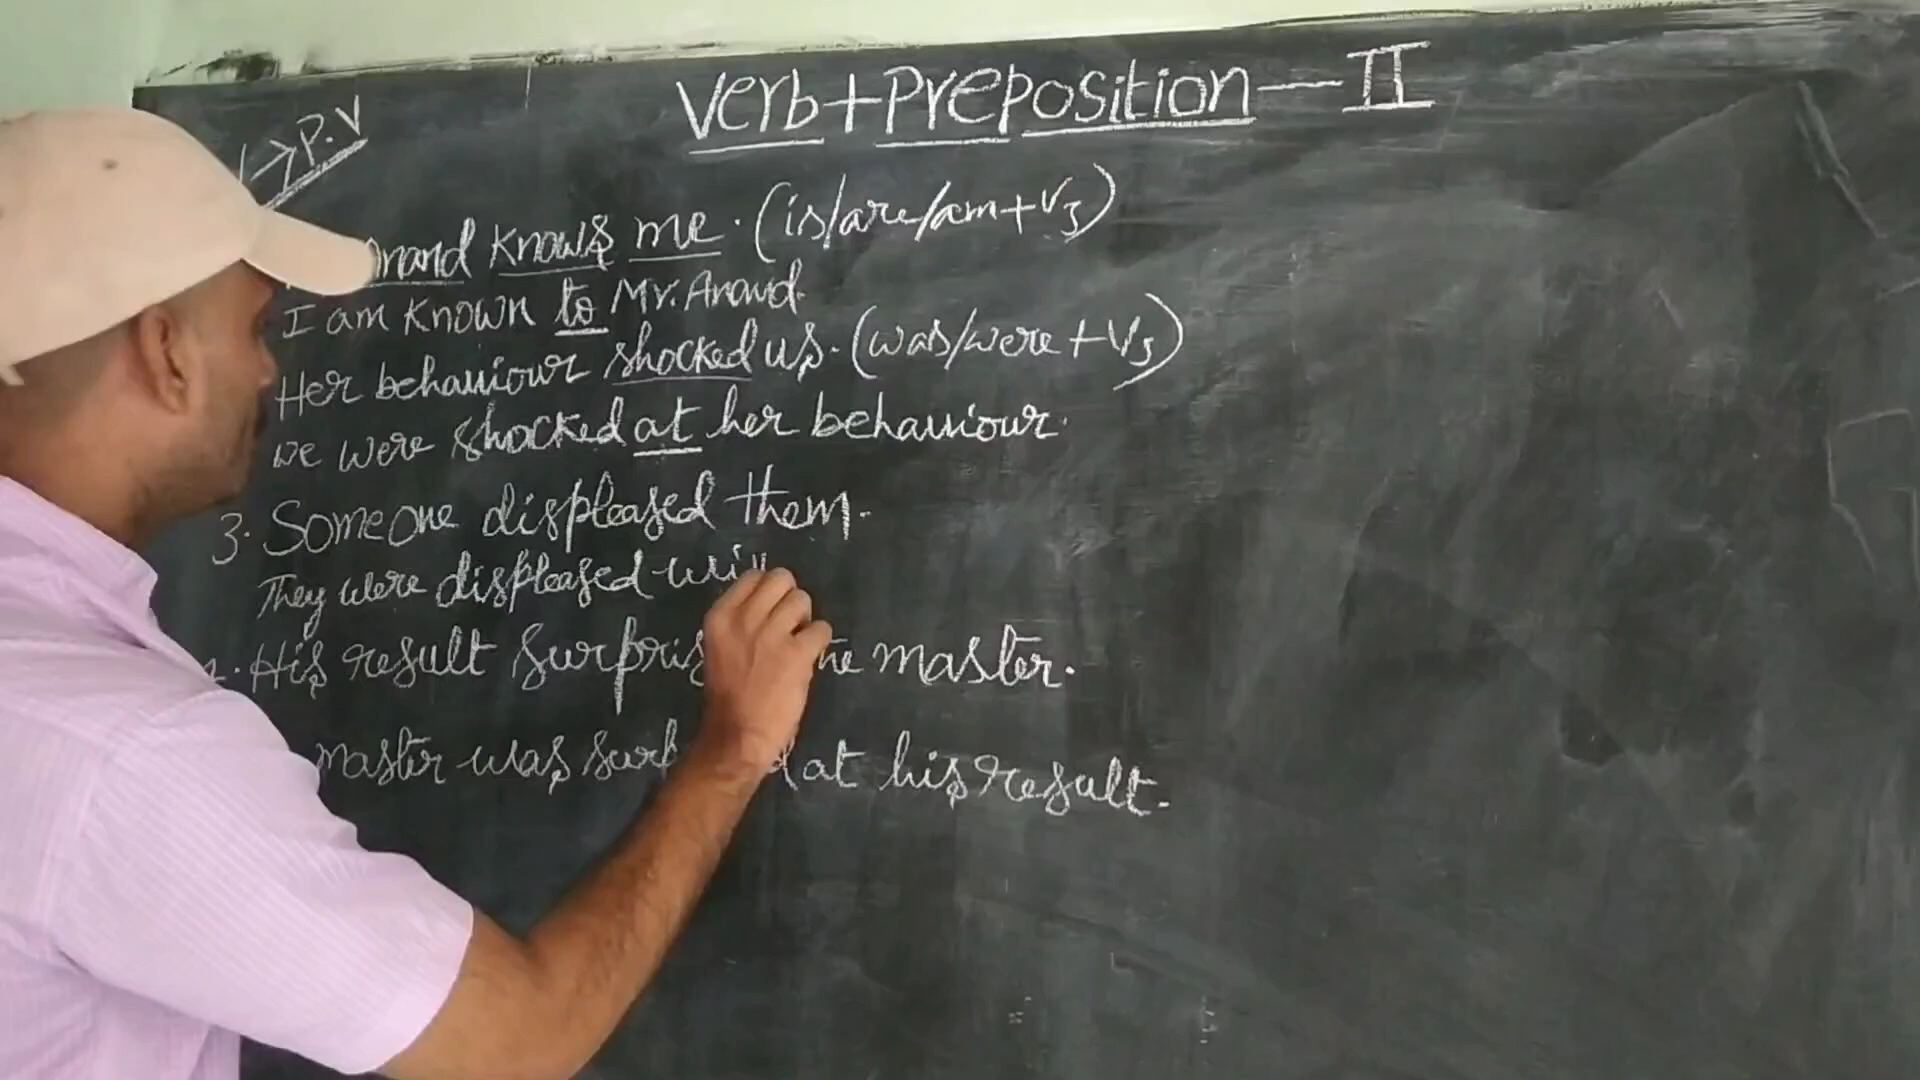 Verb+Preposition—II
→P.V
Anand knows me. (is/are/am+V3)
I am known to Mr. Anand.
Her behaviour shocked us. (was/were+V3)
we were shocked at her behaviour.
3. Someone displeased them.
They were displeased
His result the master.
master was at his result.